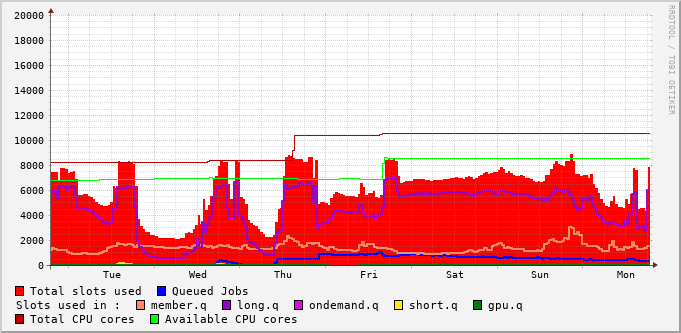 RRDTOOL / TOBI OETIKER
20000
18000
16000
14000
12000
10000
8000
6000
4000
2000
0
Tue Wed Thu Fri Sat Sun Mon
Total slots used Queued Jobs
Slots used in : member.q long.q ondemand.q short.q gpu.q
Total CPU cores Available CPU cores